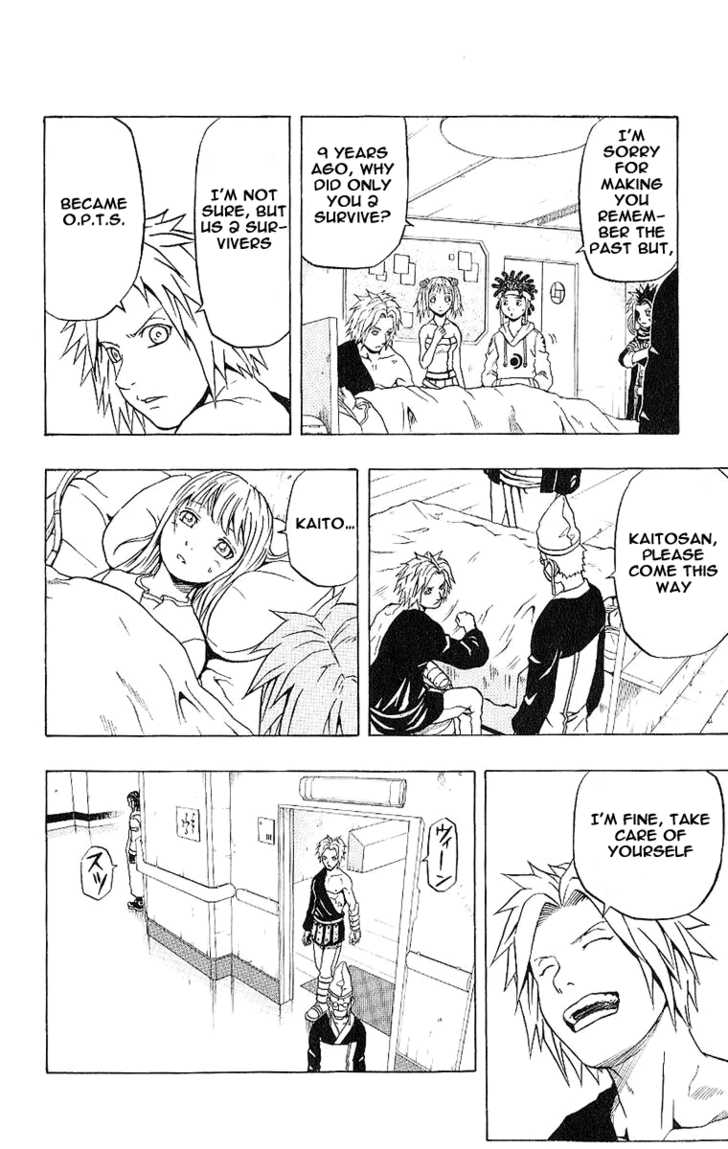 I'M
SORRY
FOR
MAKING
YOU
REMEM-
BER THE
PAST BUT,
9 YEARS
AGO, WHY
DID ONLY
YOU 2
SURVIVE?
I'M NOT
SURE, BUT
US 2 SUR-
VIVERS
BECAME
O.P.T.S.
KAITOSAN,
PLEASE
COME THIS
WAY
KAITO...
I'M FINE, TAKE
CARE OF
YOURSELF
ウィーン
スッ